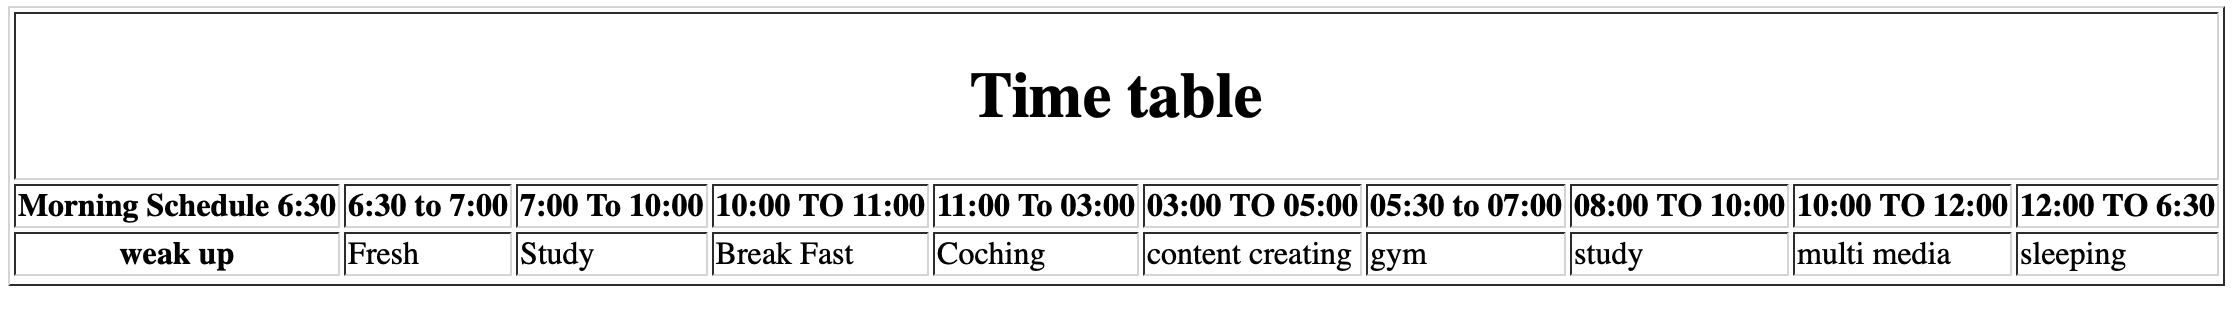 Time table
Morning Schedule 6:30 6:30 to 7:00 7:00 To 10:00 10:00 TO 11:00 11:00 To 03:00 03:00 TO 05:00 05:30 to 07:00 08:00 TO 10:00 10:00 TO 12:00 12:00 TO 6:30
weak up Fresh Study Break Fast Coching content creating gym study multi media sleeping